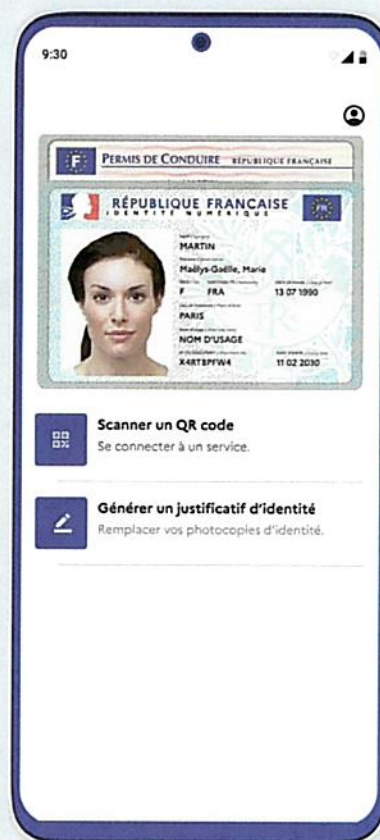 9:30
F PERMIS DE CONDUIRE RÉPUBLIQUE FRANÇAISE
RÉPUBLIQUE FRANÇAISE
IDENTITÉ NUMÉRIQUE
FR
MARTIN
Maëlys-Gaëlle, Marie
F FRA 13 07 1990
PARIS
NOM D'USAGE
X4RTBPFW4 11 02 2030
Scanner un QR code
Se connecter à un service.
Générer un justificatif d'identité
Remplacer vos photocopies d'identité.